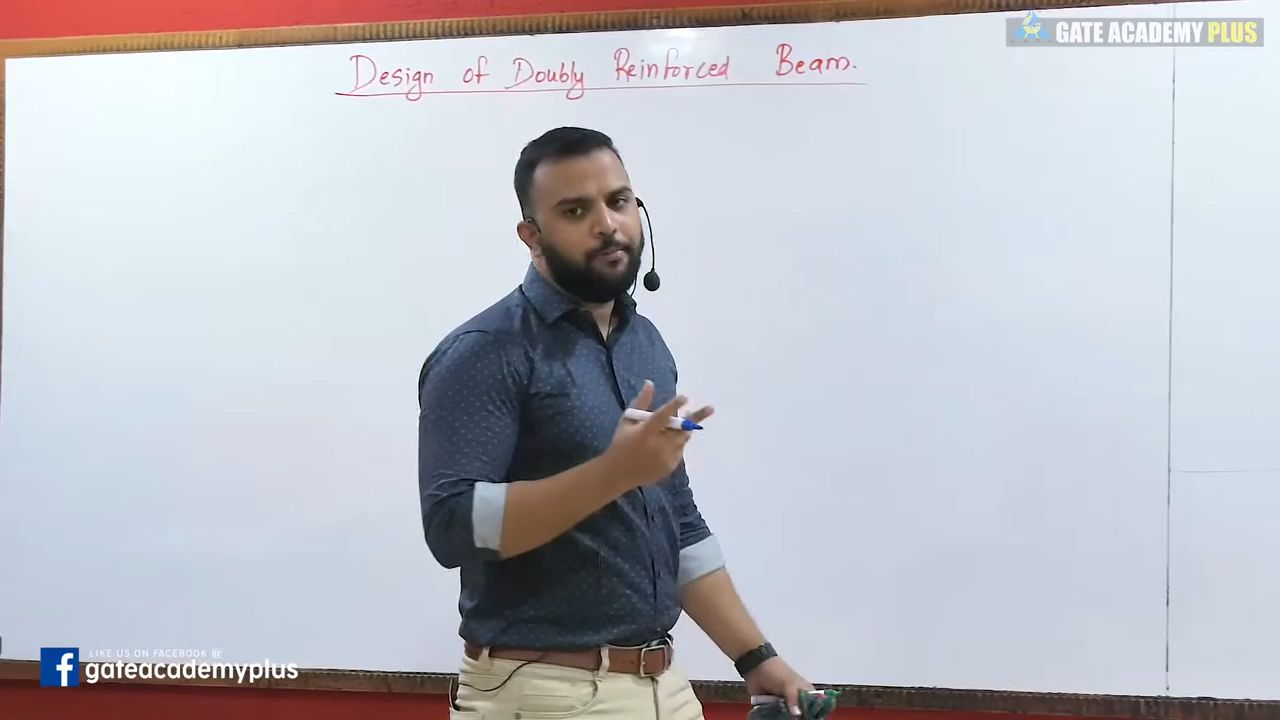 GATE ACADEMY PLUS
Design of Doubly Reinforced Beam.
LIKE US ON FACEBOOK @
f gateacademyplus